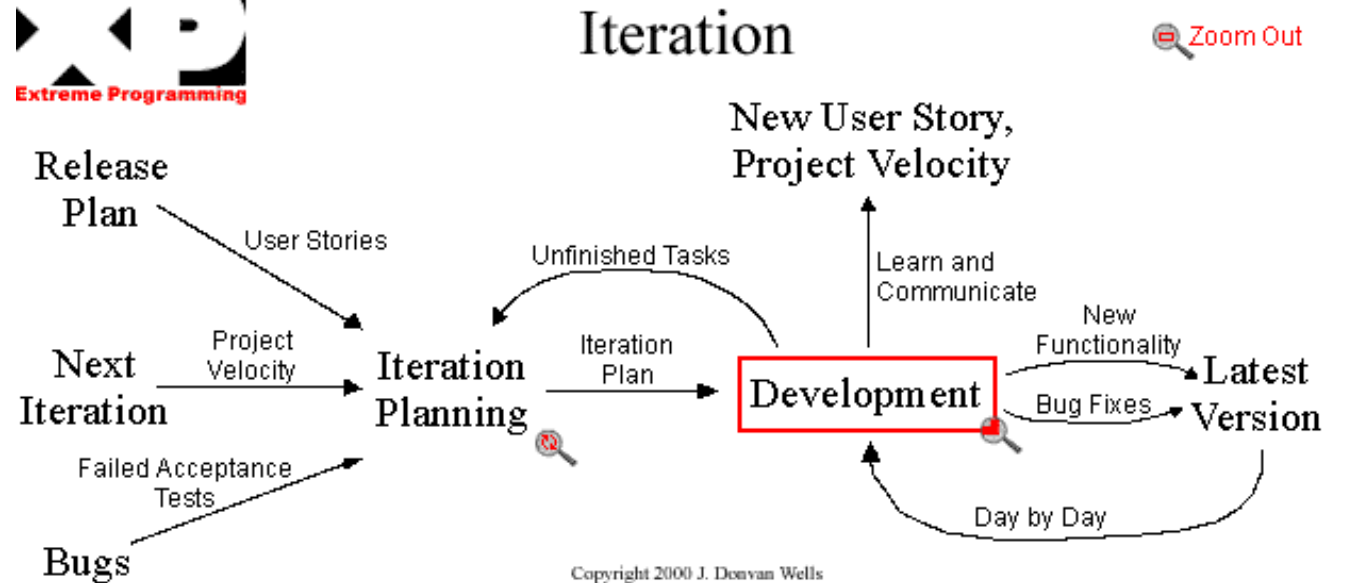 XP
Extreme Programming
Iteration
Zoom Out
New User Story,
Project Velocity
Release
Plan
User Stories
Unfinished Tasks
Learn and
Communicate
New
Functionality
Project
Velocity
Next
Iteration
Iteration
Planning
Iteration
Plan
Development
Bug Fixes
Latest
Version
Failed Acceptance
Tests
Day by Day
Bugs
Copyright 2000 J. Donvan Wells